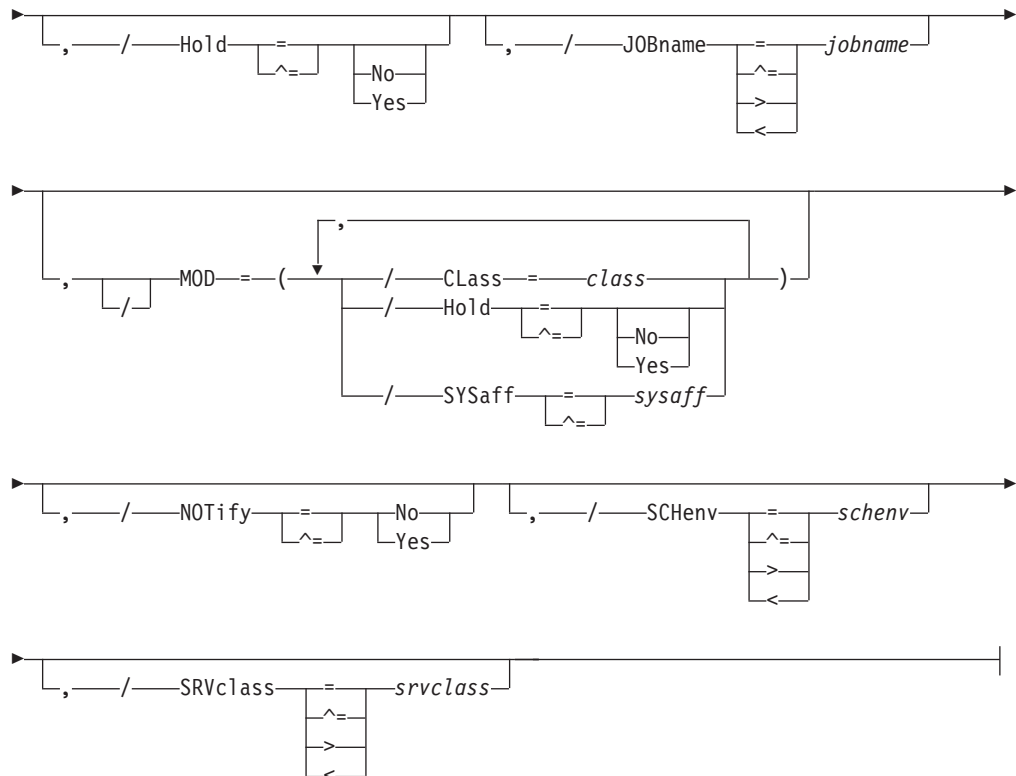 , / Hold = , / JOBname = jobname
^= No ^=
Yes >
<
,
, MOD = ( / CLass = class )
/ / Hold =
^= No
Yes
/ SYSaff = sysaff
^=
, / NOTify = No , / SCHenv = schenv
^= Yes ^=
>
<
, / SRVclass = srvclass
^=
>
<